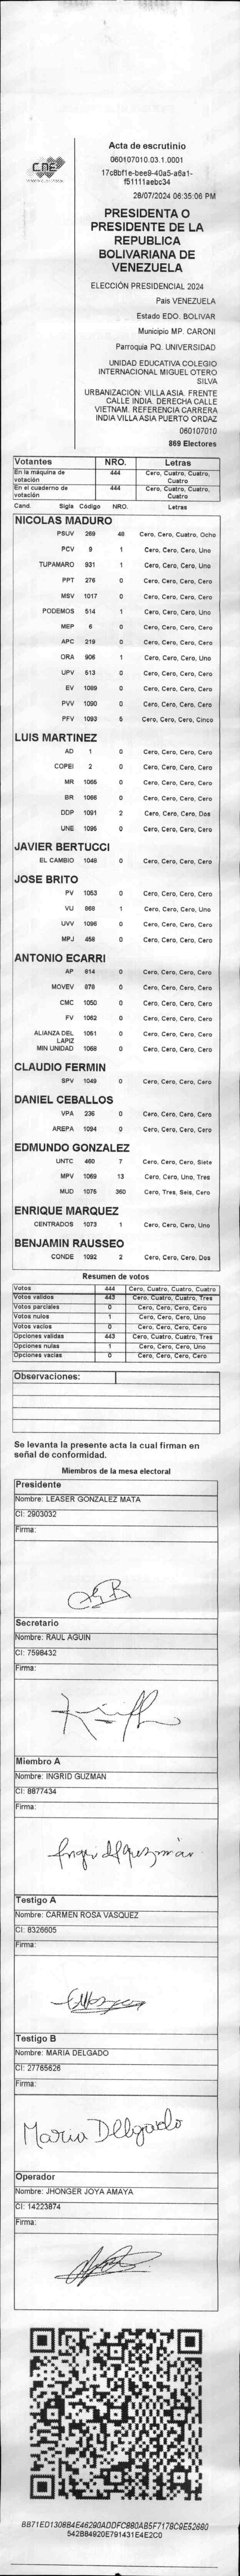 CNE
Acta de escrutinio
060107010.03.1.0001
17c8bf1e-bee9-40a5-a6a1-
f51111aebc34
28/07/2024 06:35:06 PM
PRESIDENTA O
PRESIDENTE DE LA
REPUBLICA
BOLIVARIANA DE
VENEZUELA
ELECCIÓN PRESIDENCIAL 2024
Pais VENEZUELA
Estado EDO. BOLIVAR
Municipio MP. CARONI
Parroquia PQ. UNIVERSIDAD
UNIDAD EDUCATIVA COLEGIO
INTERNACIONAL MIGUEL OTERO
SILVA
URBANIZACIÓN: VILLA ASIA. FRENTE
CALLE INDIA. DERECHA CALLE
VIETNAM. REFERENCIA CARRERA
INDIA VILLA ASIA PUERTO ORDAZ
060107010
869 Electores
Votantes NRO. Letras
En la máquina de votación 444 Cero, Cuatro, Cuatro, Cuatro
En el cuaderno de votación 444 Cero, Cuatro, Cuatro, Cuatro
Cand. Sigla Código NRO. Letras
NICOLAS MADURO
PSUV 269 48 Cero, Cero, Cuatro, Ocho
PCV 9 1 Cero, Cero, Cero, Uno
TUPAMARO 931 1 Cero, Cero, Cero, Uno
PPT 276 0 Cero, Cero, Cero, Cero
MSV 1017 0 Cero, Cero, Cero, Cero
PODEMOS 514 1 Cero, Cero, Cero, Uno
MEP 6 0 Cero, Cero, Cero, Cero
APC 219 0 Cero, Cero, Cero, Cero
ORA 906 1 Cero, Cero, Cero, Uno
UPV 513 0 Cero, Cero, Cero, Cero
EV 1089 0 Cero, Cero, Cero, Cero
PVV 1090 0 Cero, Cero, Cero, Cero
PFV 1093 5 Cero, Cero, Cero, Cinco
LUIS MARTINEZ
AD 1 0 Cero, Cero, Cero, Cero
COPEI 2 0 Cero, Cero, Cero, Cero
MR 1065 0 Cero, Cero, Cero, Cero
BR 1066 0 Cero, Cero, Cero, Cero
DDP 1091 2 Cero, Cero, Cero, Dos
UNE 1095 0 Cero, Cero, Cero, Cero
JAVIER BERTUCCI
EL CAMBIO 1048 0 Cero, Cero, Cero, Cero
JOSE BRITO
PV 1053 0 Cero, Cero, Cero, Cero
VU 868 1 Cero, Cero, Cero, Uno
UVV 1096 0 Cero, Cero, Cero, Cero
MPJ 458 0 Cero, Cero, Cero, Cero
ANTONIO ECARRI
AP 814 0 Cero, Cero, Cero, Cero
MOVEV 878 0 Cero, Cero, Cero, Cero
CMC 1050 0 Cero, Cero, Cero, Cero
FV 1062 0 Cero, Cero, Cero, Cero
ALIANZA DEL LAPIZ 1051 0 Cero, Cero, Cero, Cero
MIN UNIDAD 1068 0 Cero, Cero, Cero, Cero
CLAUDIO FERMIN
SPV 1049 0 Cero, Cero, Cero, Cero
DANIEL CEBALLOS
VPA 236 0 Cero, Cero, Cero, Cero
AREPA 1094 0 Cero, Cero, Cero, Cero
EDMUNDO GONZALEZ
UNTC 460 7 Cero, Cero, Cero, Siete
MPV 1069 13 Cero, Cero, Uno, Tres
MUD 1075 360 Cero, Tres, Seis, Cero
ENRIQUE MARQUEZ
CENTRADOS 1073 1 Cero, Cero, Cero, Uno
BENJAMIN RAUSSEO
CONDE 1092 2 Cero, Cero, Cero, Dos
Resumen de votos
Votos 444 Cero, Cuatro, Cuatro, Cuatro
Votos validos 443 Cero, Cuatro, Cuatro, Tres
Votos parciales 0 Cero, Cero, Cero, Cero
Votos nulos 1 Cero, Cero, Cero, Uno
Votos vacios 0 Cero, Cero, Cero, Cero
Opciones validas 443 Cero, Cuatro, Cuatro, Tres
Opciones nulas 1 Cero, Cero, Cero, Uno
Opciones vacias 0 Cero, Cero, Cero, Cero
Observaciones:
Se levanta la presente acta la cual firman en
señal de conformidad.
Miembros de la mesa electoral
Presidente
Nombre: LEASER GONZALEZ MATA
CI: 2903032
Firma:
Secretario
Nombre: RAUL AGUIN
CI: 7598432
Firma:
Miembro A
Nombre: INGRID GUZMAN
CI: 8877434
Firma:
Testigo A
Nombre: CARMEN ROSA VASQUEZ
CI: 8326605
Firma:
Testigo B
Nombre: MARIA DELGADO
CI: 27765626
Firma:
Maria Delgado
Operador
Nombre: JHONGER JOYA AMAYA
CI: 14223874
Firma:
BB71ED1308B4E46290ADDFC880AB5F7178C9E52680
542B84920E791431E4E2C0